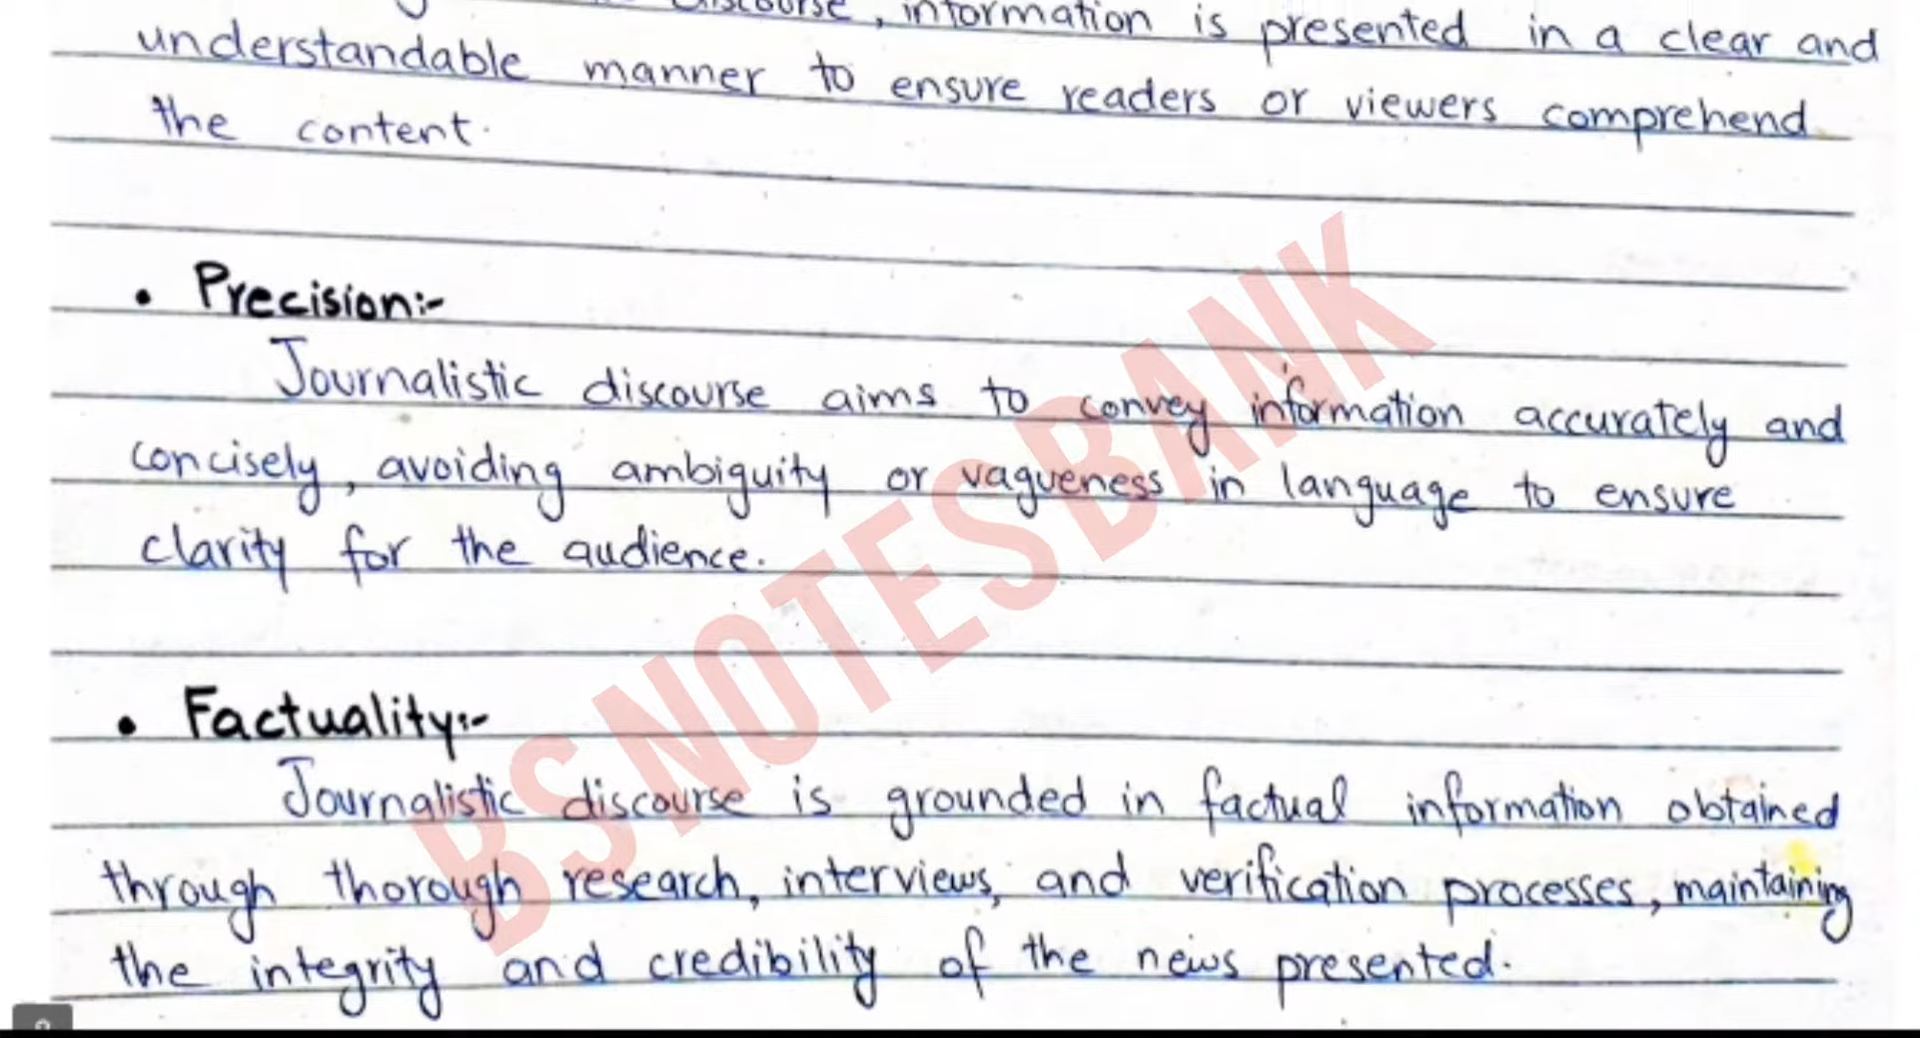 discourse, information is presented in a clear and
understandable manner to ensure readers or viewers comprehend
the content.
• Precision:-
Journalistic discourse aims to convey information accurately and
concisely, avoiding ambiguity or vagueness in language to ensure
clarity for the audience.
BSNOTESBANK
• Factuality:-
Journalistic discourse is grounded in factual information obtained
through thorough research, interviews, and verification processes, maintaining
the integrity and credibility of the news presented.